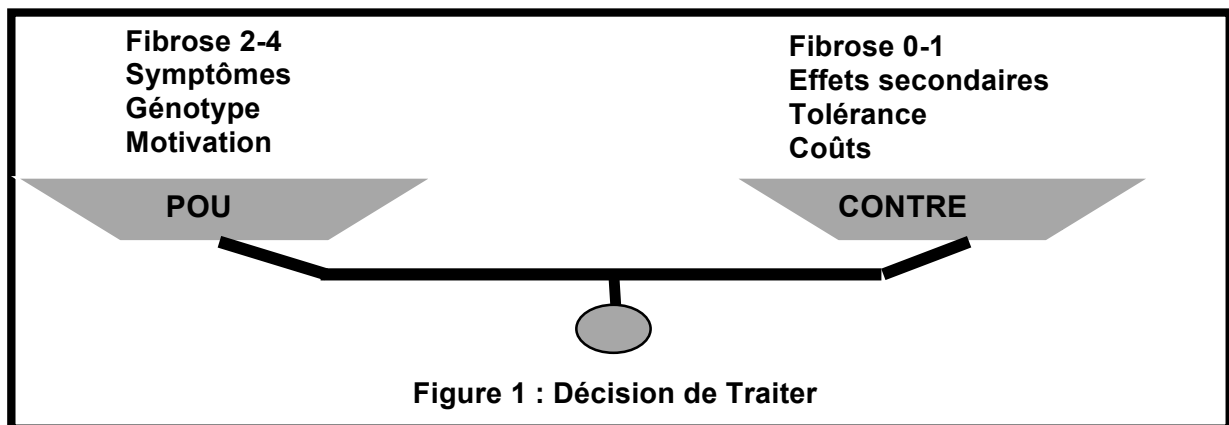 Fibrose 2-4
Symptômes
Génotype
Motivation
POU
Fibrose 0-1
Effets secondaires
Tolérance
Coûts
CONTRE
Figure 1 : Décision de Traiter